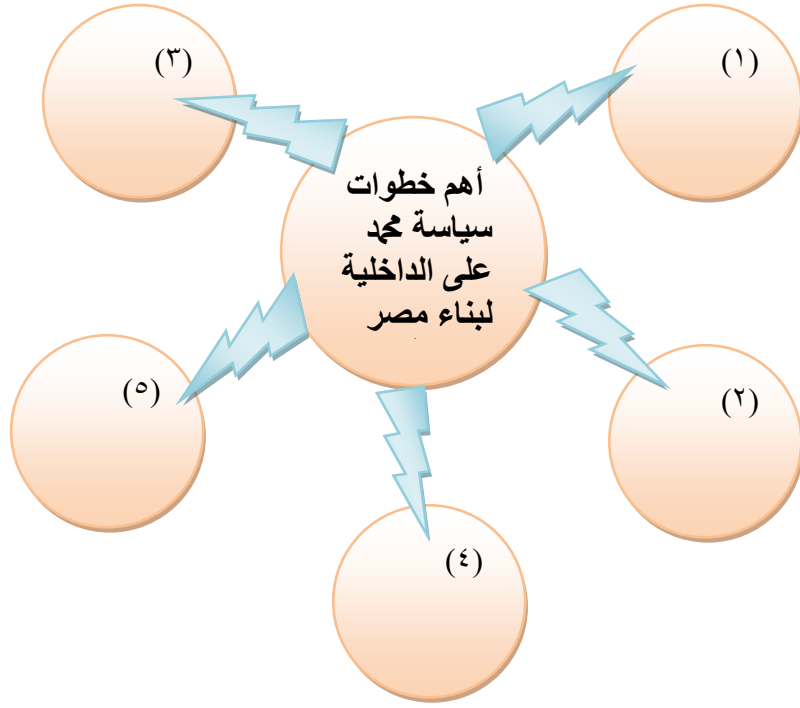 (١)
(٣)
أهم خطوات
سياسة محمد
على الداخلية
لبناء مصر
.
(٢)
(٥)
(٤)